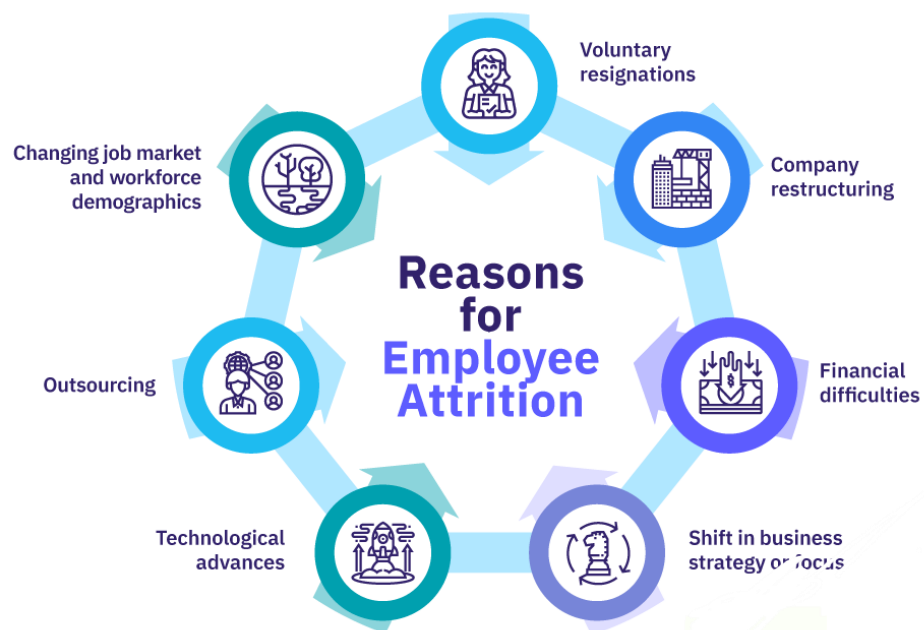 Voluntary
resignations
Company
restructuring
Financial
difficulties
Shift in business
strategy or focus
Technological
advances
Outsourcing
Changing job market
and workforce
demographics
Reasons
for
Employee
Attrition